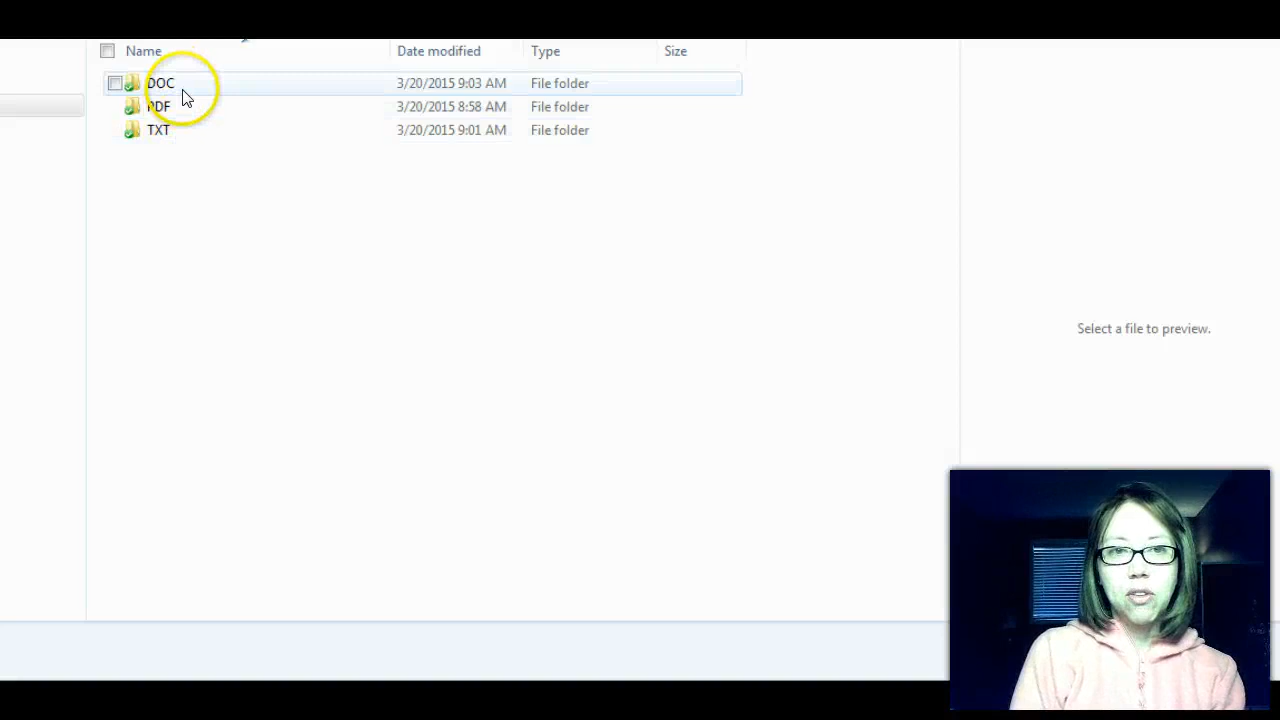 Name Date modified Type Size
DOC 3/20/2015 9:03 AM File folder
PDF 3/20/2015 8:58 AM File folder
TXT 3/20/2015 9:01 AM File folder
Select a file to preview.